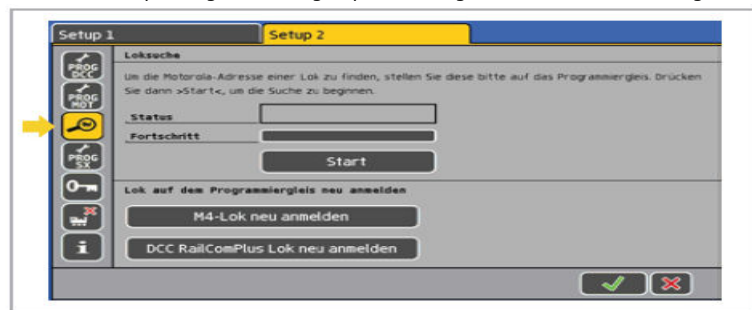 Setup 1
Setup 2
Loksuche
Um die Motorola-Adresse einer Lok zu finden, stellen Sie diese bitte auf das Programmiergleis. Drücken
Sie dann >Start<, um die Suche zu beginnen.
Status
Fortschritt
Start
Lok auf dem Programmiergleis neu anmelden
M4-Lok neu anmelden
DCC RailComPlus Lok neu anmelden
PROG
DCC
PROG
MOT
PROG
SX
i